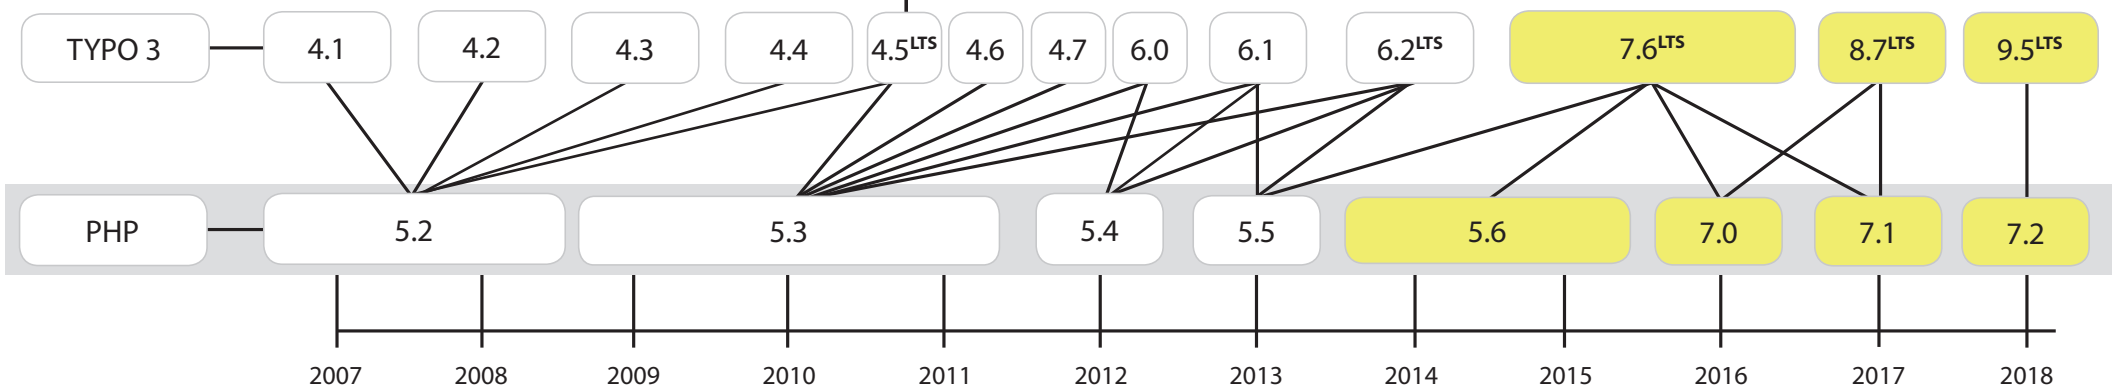 TYPO 3 4.1 4.2 4.3 4.4 4.5LTS 4.6 4.7 6.0 6.1 6.2LTS 7.6LTS 8.7LTS 9.5LTS
PHP 5.2 5.3 5.4 5.5 5.6 7.0 7.1 7.2
2007 2008 2009 2010 2011 2012 2013 2014 2015 2016 2017 2018